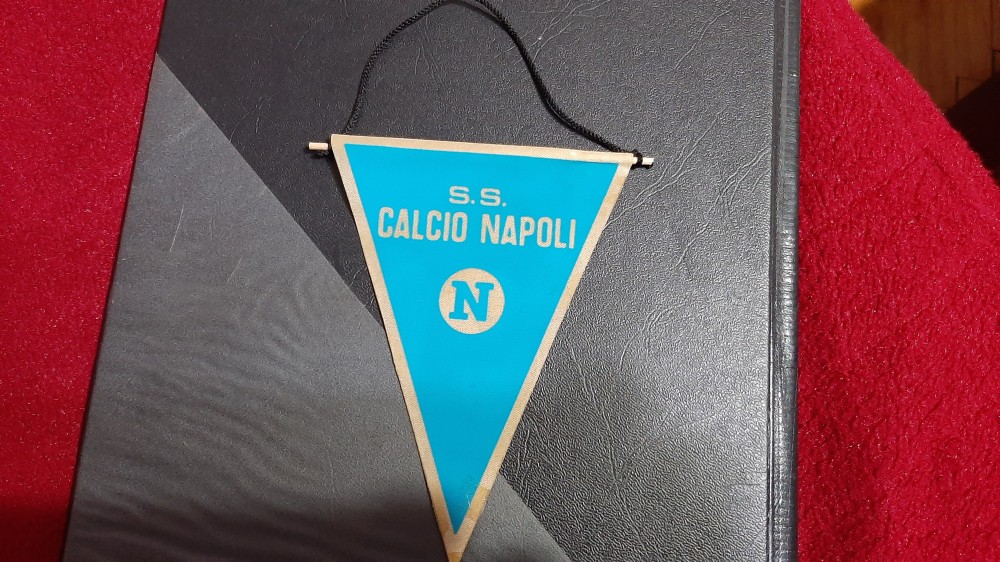 S.S.
CALCIO NAPOLI
N